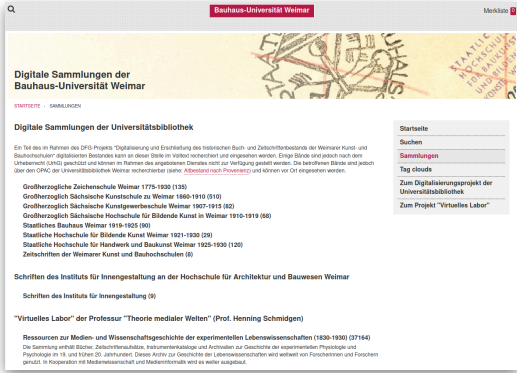 Bauhaus-Universität Weimar
Merkliste 0
Digitale Sammlungen der
Bauhaus-Universität Weimar
STARTSEITE › SAMMLUNGEN
Digitale Sammlungen der Universitätsbibliothek
Ein Teil des im Rahmen des DFG-Projekts "Digitalisierung und Erschließung des historischen Buch- und Zeitschriftenbestands der Weimarer Kunst- und
Bauhochschulen" digitalisierten Bestandes kann an dieser Stelle im Volltext recherchiert und eingesehen werden. Einige Bände sind jedoch nach dem
Urheberrecht (UrhG) geschützt und können im Rahmen des angebotenen Dienstes nicht zur Verfügung gestellt werden. Die betroffenen Bände sind jedoch
über den OPAC der Universitätsbibliothek Weimar recherchierbar (siehe: Altbestand nach Provenienz) und können vor Ort eingesehen werden.
Großherzogliche Zeichenschule Weimar 1775-1930 (135)
Großherzoglich Sächsische Kunstschule zu Weimar 1860-1910 (510)
Großherzoglich Sächsische Kunstgewerbeschule Weimar 1907-1915 (82)
Großherzoglich Sächsische Hochschule für Bildende Kunst in Weimar 1910-1919 (68)
Staatliches Bauhaus Weimar 1919-1925 (90)
Staatliche Hochschule für Bildende Kunst Weimar 1921-1930 (29)
Staatliche Hochschule für Handwerk und Baukunst Weimar 1925-1930 (120)
Zeitschriften der Weimarer Kunst und Bauhochschulen (8)
Schriften des Instituts für Innengestaltung an der Hochschule für Architektur und Bauwesen Weimar
Schriften des Instituts für Innengestaltung (9)
"Virtuelles Labor" der Professur "Theorie medialer Welten" (Prof. Henning Schmidgen)
Ressourcen zur Medien- und Wissenschaftsgeschichte der experimentellen Lebenswissenschaften (1830-1930) (37164)
Die Sammlung enthält Bücher, Zeitschriftenaufsätze, Instrumentenkataloge und Archivalien zur Geschichte der experimentellen Physiologie und
Psychologie im 19. und frühen 20. Jahrhundert. Dieses Archiv zur Geschichte der Lebenswissenschaften wird weltweit von Forscherinnen und Forschern
genutzt. In Kooperation mit Medienwissenschaft und Medieninformatik wird es weiter ausgebaut.
Startseite
Suchen
Sammlungen
Tag clouds
Zum Digitalisierungsprojekt der
Universitätsbibliothek
Zum Projekt "Virtuelles Labor"